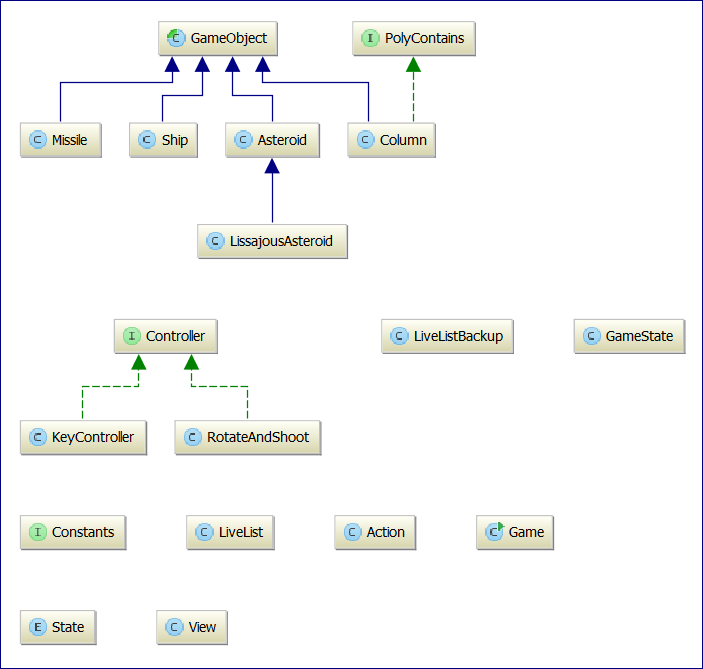 GameObject
PolyContains
Missile
Ship
Asteroid
Column
LissajousAsteroid
Controller
LiveListBackup
GameState
KeyController
RotateAndShoot
Constants
LiveList
Action
Game
State
View